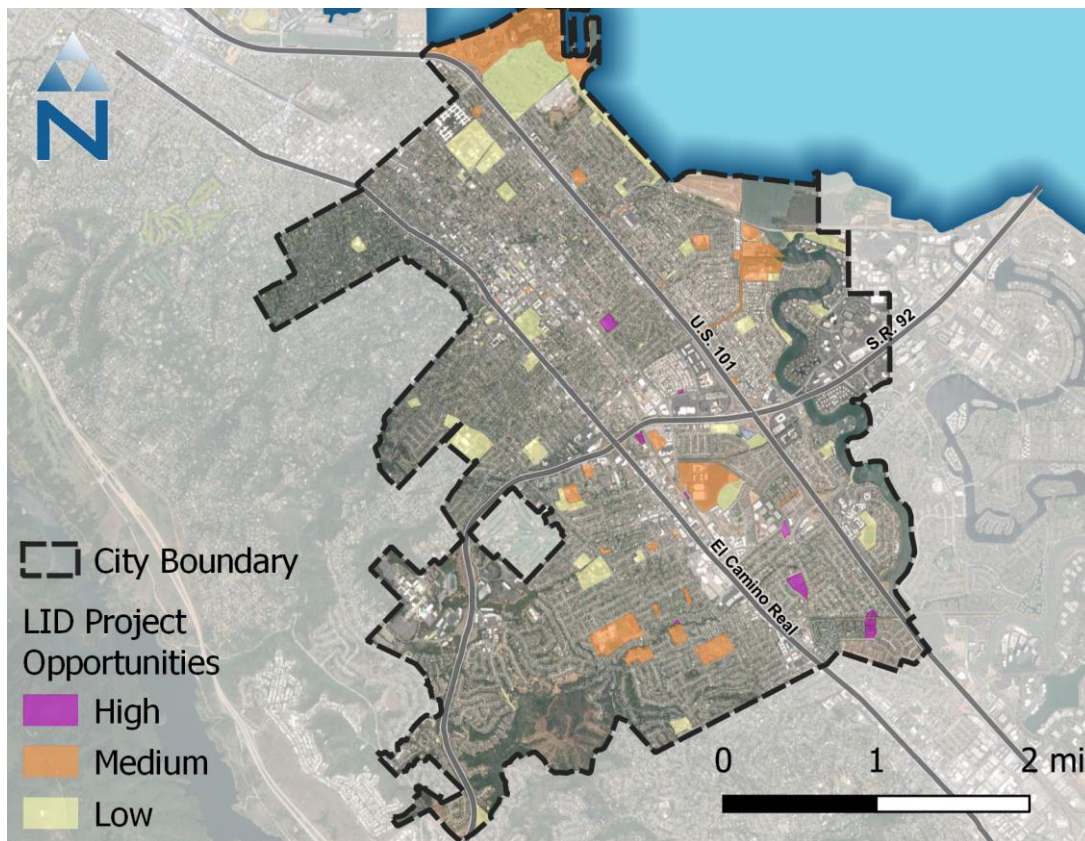 N
U.S. 101
S.R. 92
El Camino Real
City Boundary
LID Project
Opportunities
High
Medium
Low
0 1 2 mi